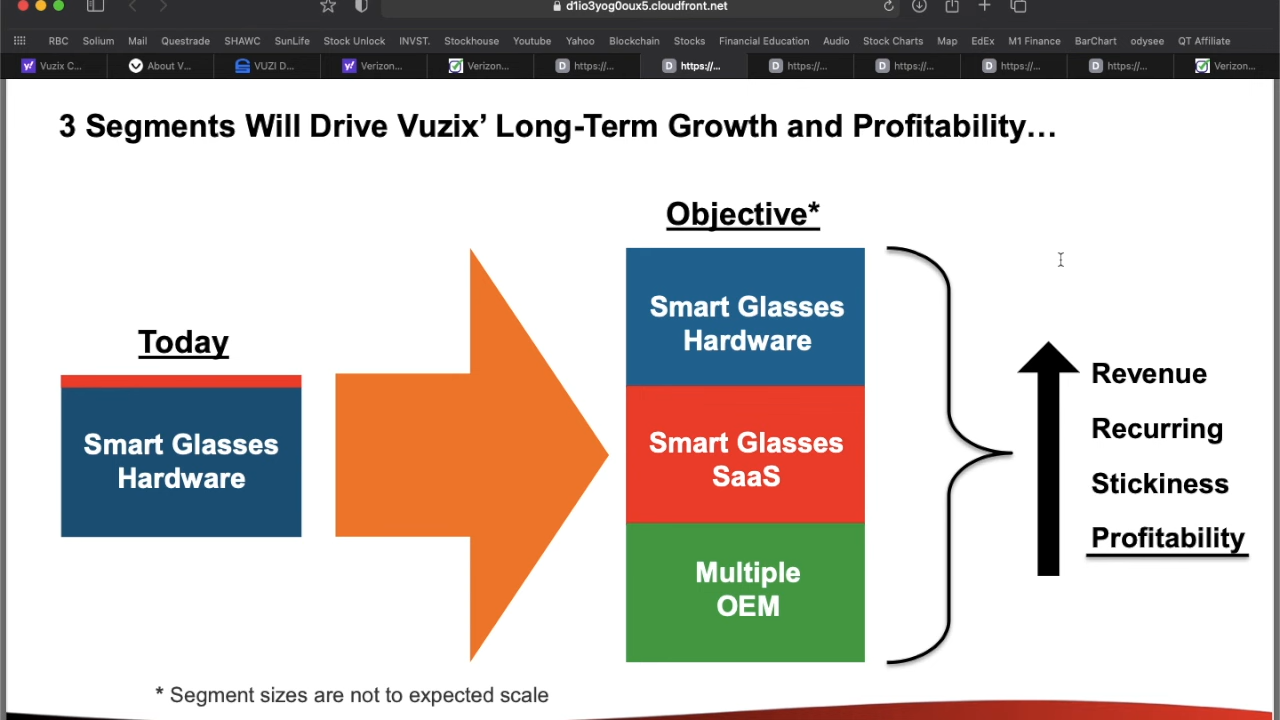 d1io3yog0oux5.cloudfront.net
RBC Solium Mail Questrade SHAWC SunLife Stock Unlock INVST. Stockhouse Youtube Yahoo Blockchain Stocks Financial Education Audio Stock Charts Map EdEx M1 Finance BarChart odysee QT Affiliate
Vuzix C... About V... VUZI D... Verizon... Verizon... https://... https://... https://... https://... https://... https://... Verizon...
3 Segments Will Drive Vuzix’ Long-Term Growth and Profitability…
Objective*
Today
Smart Glasses
Hardware
Smart Glasses
Hardware
Smart Glasses
SaaS
Multiple
OEM
Revenue
Recurring
Stickiness
Profitability
* Segment sizes are not to expected scale